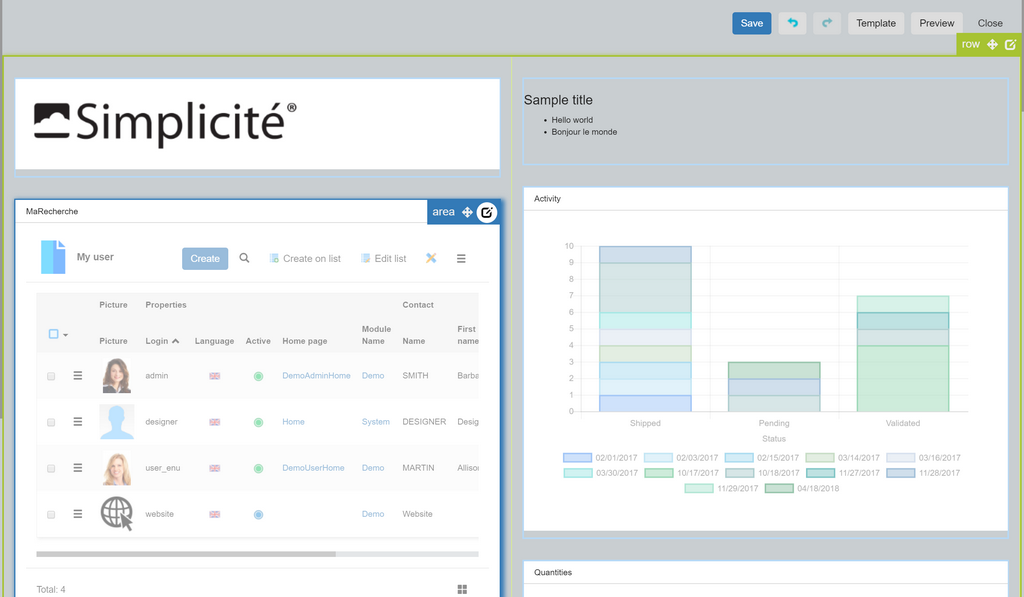 Save Template Preview Close
row
Simplicité®
Sample title
Hello world
Bonjour le monde
MaRecherche
area
My user
Create
Create on list
Edit list
Picture Properties Contact
Picture Login Language Active Home page Module Name Name First name
admin DemoAdminHome Demo SMITH
designer Home System DESIGNER
user_enu DemoUserHome Demo MARTIN
website Demo Website
Total: 4
Activity
10
9
8
7
6
5
4
3
2
1
0
Shipped Pending Validated
Status
02/01/2017 02/03/2017 02/15/2017 03/14/2017 03/16/2017
03/30/2017 10/17/2017 10/18/2017 11/27/2017 11/28/2017
11/29/2017 04/18/2018
Quantities